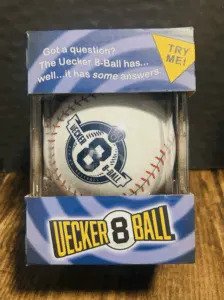 Got a question?
The Uecker 8-Ball has...
well...it has some answers.
TRY
ME!
UECKER
8
8-BALL
UECKER 8 BALL